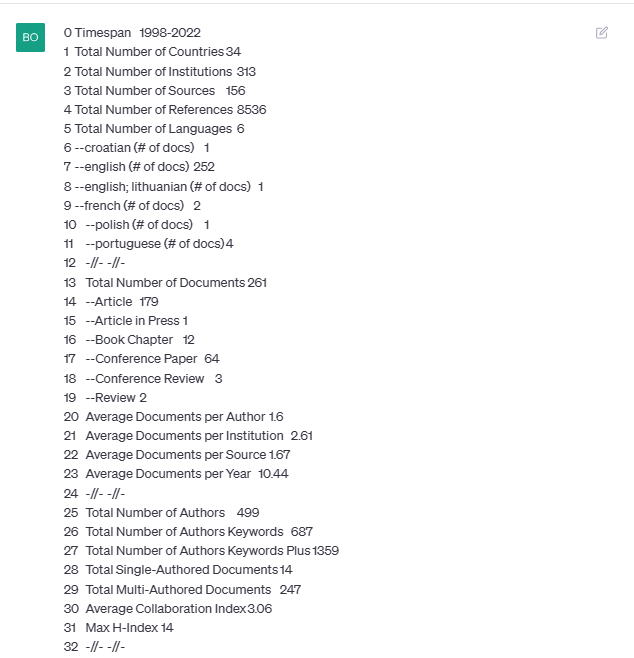 BO
0 Timespan 1998-2022
1 Total Number of Countries 34
2 Total Number of Institutions 313
3 Total Number of Sources 156
4 Total Number of References 8536
5 Total Number of Languages 6
6 --croatian (# of docs) 1
7 --english (# of docs) 252
8 --english; lithuanian (# of docs) 1
9 --french (# of docs) 2
10 --polish (# of docs) 1
11 --portuguese (# of docs) 4
12 -//- -//-
13 Total Number of Documents 261
14 --Article 179
15 --Article in Press 1
16 --Book Chapter 12
17 --Conference Paper 64
18 --Conference Review 3
19 --Review 2
20 Average Documents per Author 1.6
21 Average Documents per Institution 2.61
22 Average Documents per Source 1.67
23 Average Documents per Year 10.44
24 -//- -//-
25 Total Number of Authors 499
26 Total Number of Authors Keywords 687
27 Total Number of Authors Keywords Plus 1359
28 Total Single-Authored Documents 14
29 Total Multi-Authored Documents 247
30 Average Collaboration Index 3.06
31 Max H-Index 14
32 -//- -//-